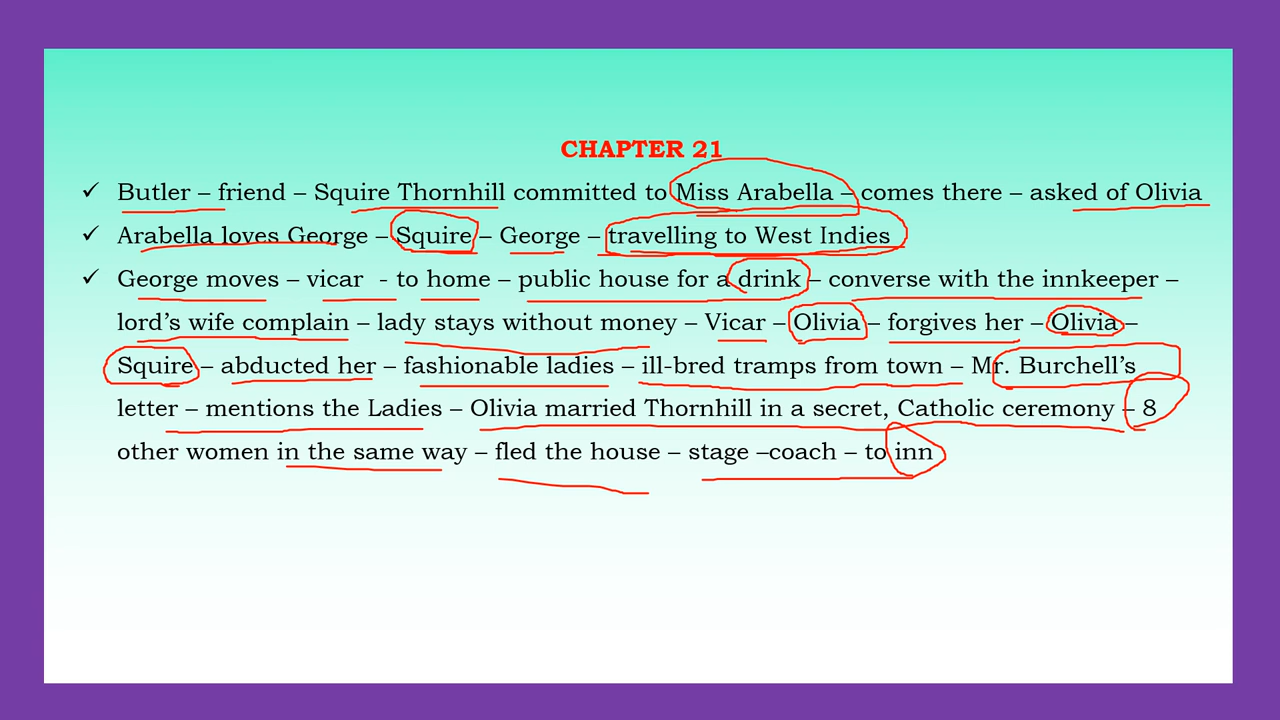 CHAPTER 21
✓ Butler – friend – Squire Thornhill committed to Miss Arabella – comes there – asked of Olivia
✓ Arabella loves George – Squire – George – travelling to West Indies
✓ George moves – vicar - to home – public house for a drink – converse with the innkeeper –
lord's wife complain – lady stays without money – Vicar – Olivia – forgives her – Olivia –
Squire – abducted her – fashionable ladies – ill-bred tramps from town – Mr. Burchell's
letter – mentions the Ladies – Olivia married Thornhill in a secret, Catholic ceremony – 8
other women in the same way – fled the house – stage –coach – to inn